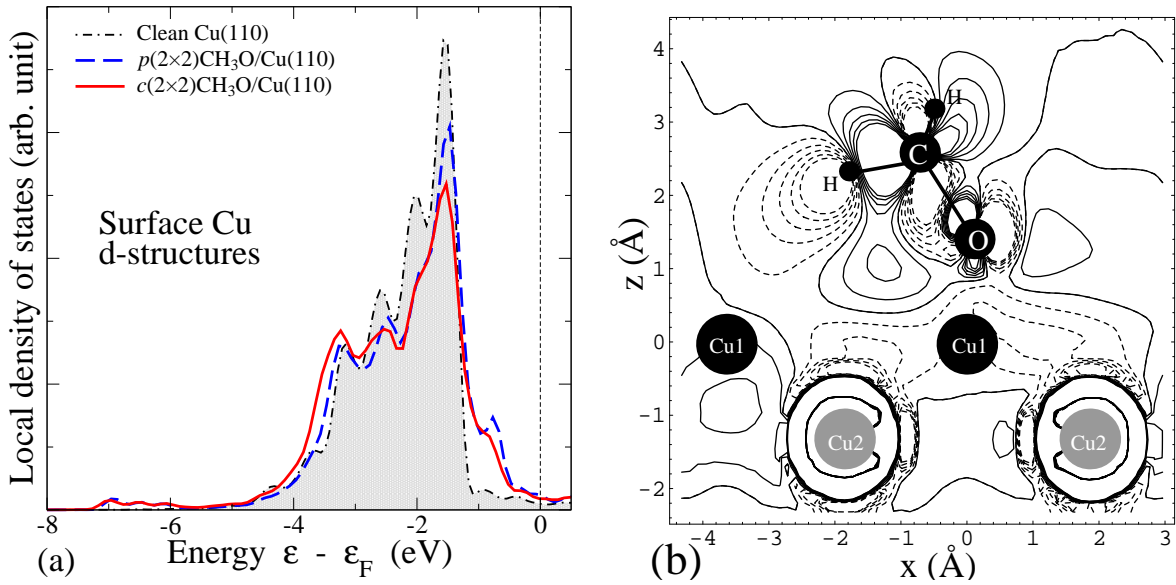 Local density of states (arb. unit)
Clean Cu(110)
p(2×2)CH₃O/Cu(110)
c(2×2)CH₃O/Cu(110)
Surface Cu
d-structures
-8 -6 -4 -2 0
Energy ε - ε_F (eV)
(a)
z (Å)
4
3
2
1
0
-1
-2
H
C
H
O
Cu1 Cu1
Cu2 Cu2
-4 -3 -2 -1 0 1 2 3
x (Å)
(b)